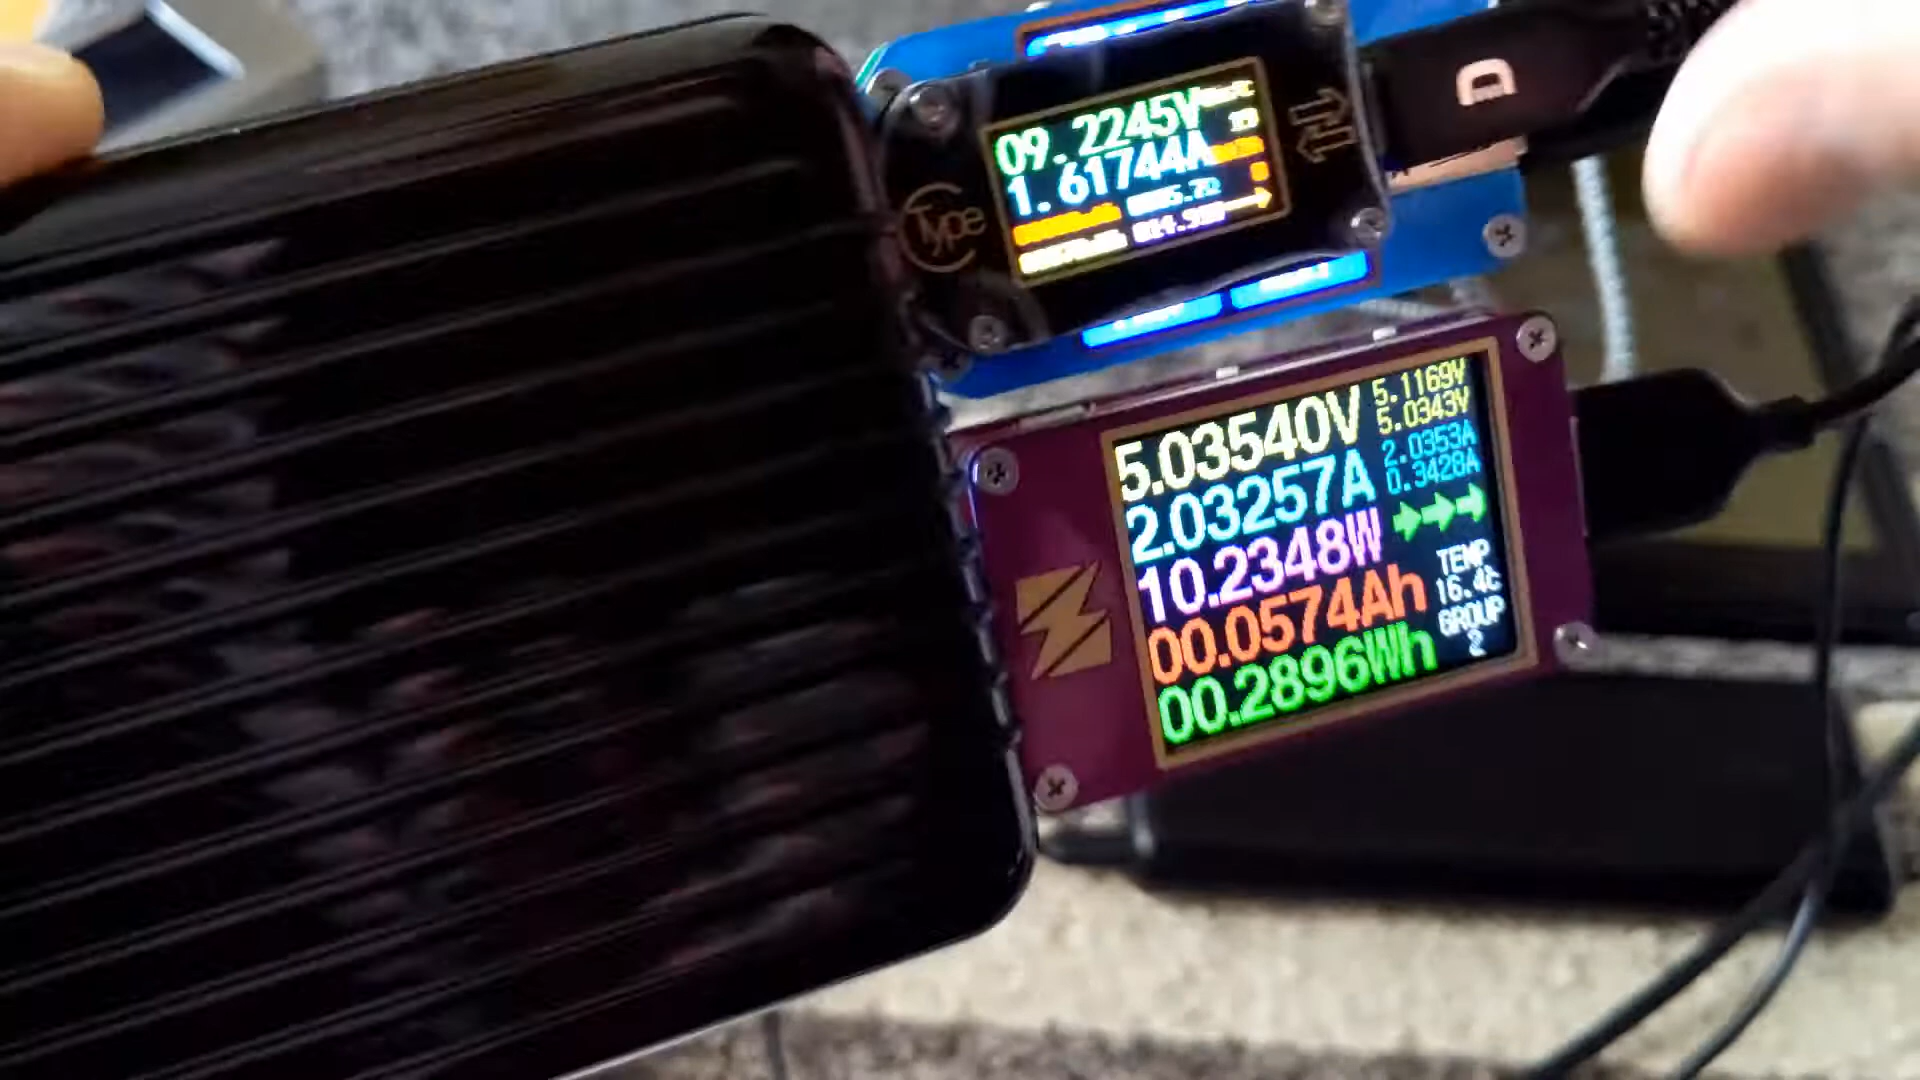 09.2245V
1.61744A
Type
D
5.03540V
2.03257A
10.2348W
00.0574Ah
00.2896Wh
5.1169V
5.0343V
2.0353A
0.3428A
TEMP
16.4C
GROUP
2